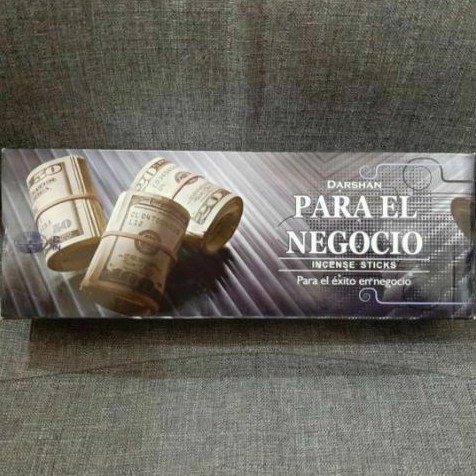 DARSHAN
PARA EL
NEGOCIO
INCENSE STICKS
Para el éxito en negocio